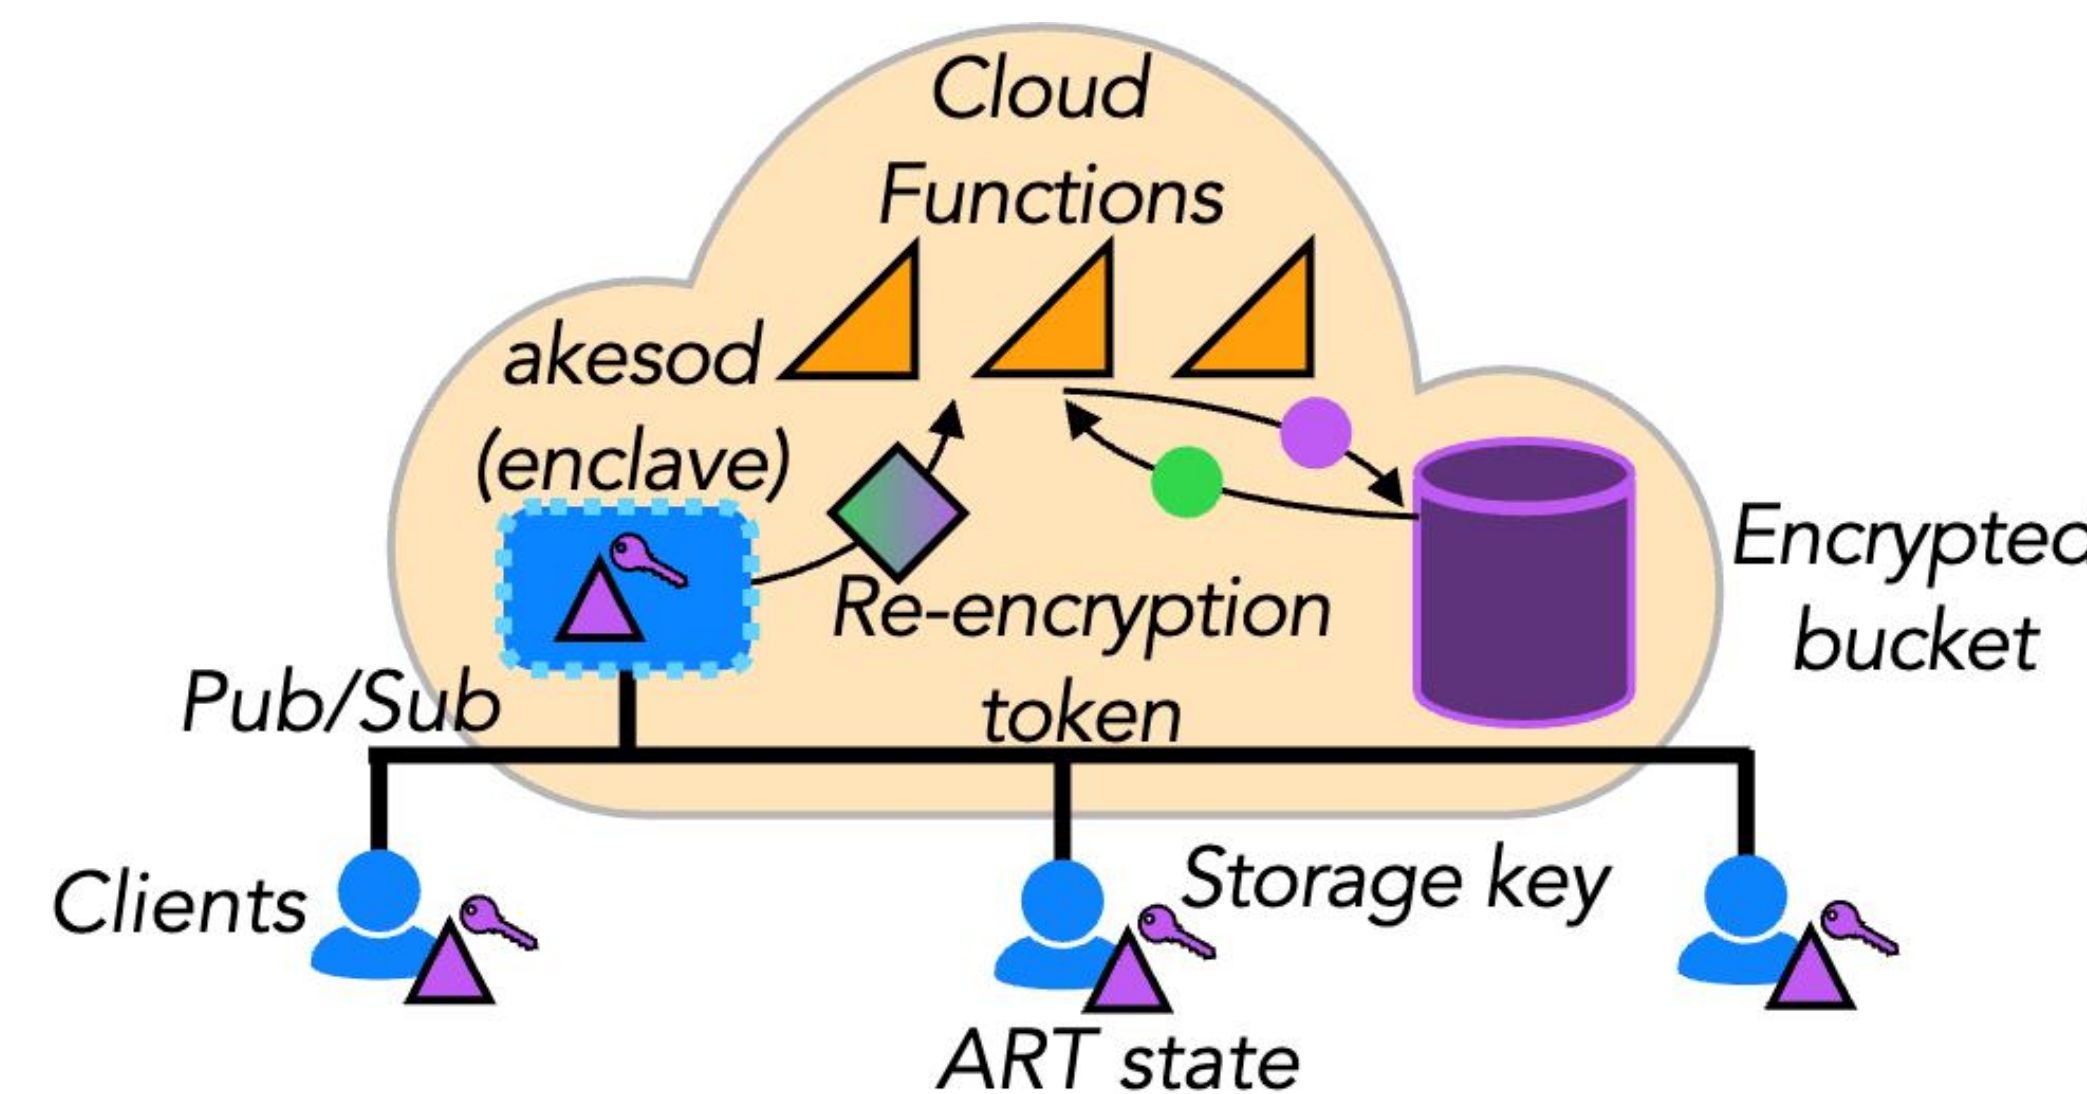 Cloud
Functions
akesod
(enclave)
Re-encryption
token
Encrypted
bucket
Pub/Sub
Clients
Storage key
ART state